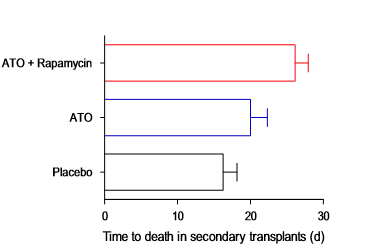 ATO + Rapamycin
ATO
Placebo
0 10 20 30
Time to death in secondary transplants (d)